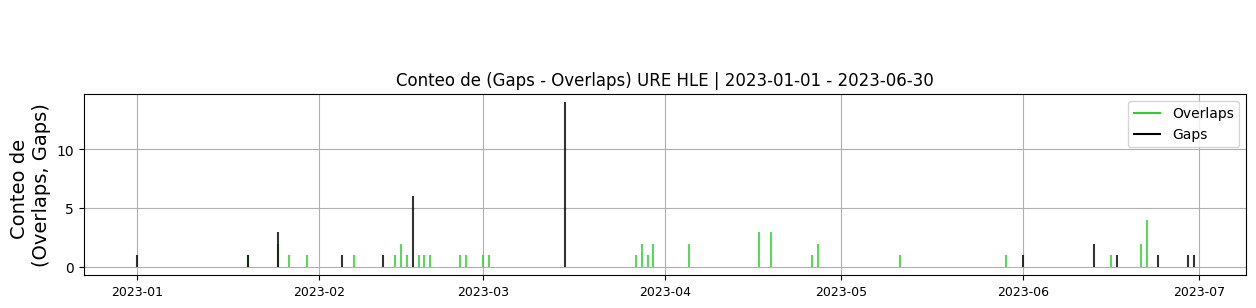 Conteo de (Gaps - Overlaps) URE HLE | 2023-01-01 - 2023-06-30
Conteo de
(Overlaps, Gaps)
10
5
0
Overlaps
Gaps
2023-01
2023-02
2023-03
2023-04
2023-05
2023-06
2023-07